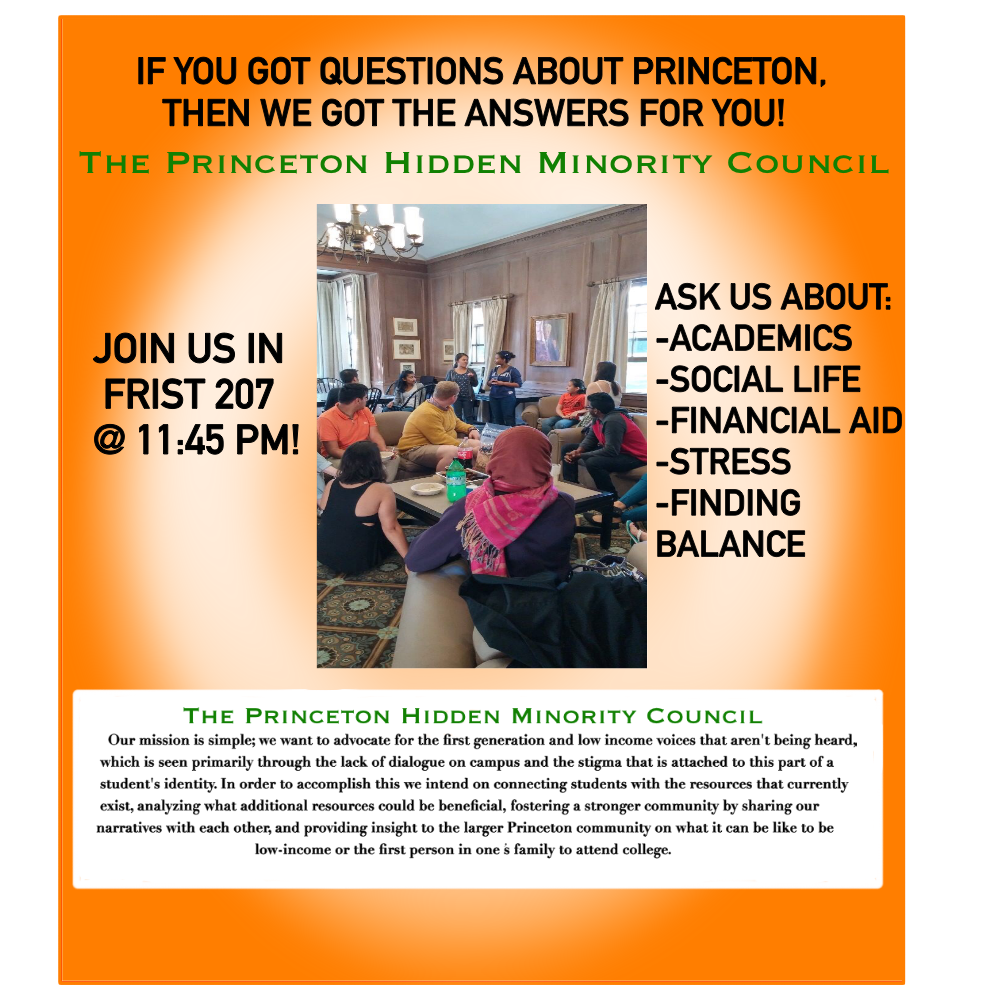 IF YOU GOT QUESTIONS ABOUT PRINCETON,
THEN WE GOT THE ANSWERS FOR YOU!
The Princeton Hidden Minority Council
JOIN US IN
FRIST 207
@ 11:45 PM!
ASK US ABOUT:
-ACADEMICS
-SOCIAL LIFE
-FINANCIAL AID
-STRESS
-FINDING
BALANCE
The Princeton Hidden Minority Council
Our mission is simple; we want to advocate for the first generation and low income voices that aren't being heard,
which is seen primarily through the lack of dialogue on campus and the stigma that is attached to this part of a
student's identity. In order to accomplish this we intend on connecting students with the resources that currently
exist, analyzing what additional resources could be beneficial, fostering a stronger community by sharing our
narratives with each other, and providing insight to the larger Princeton community on what it can be like to be
low-income or the first person in one's family to attend college.